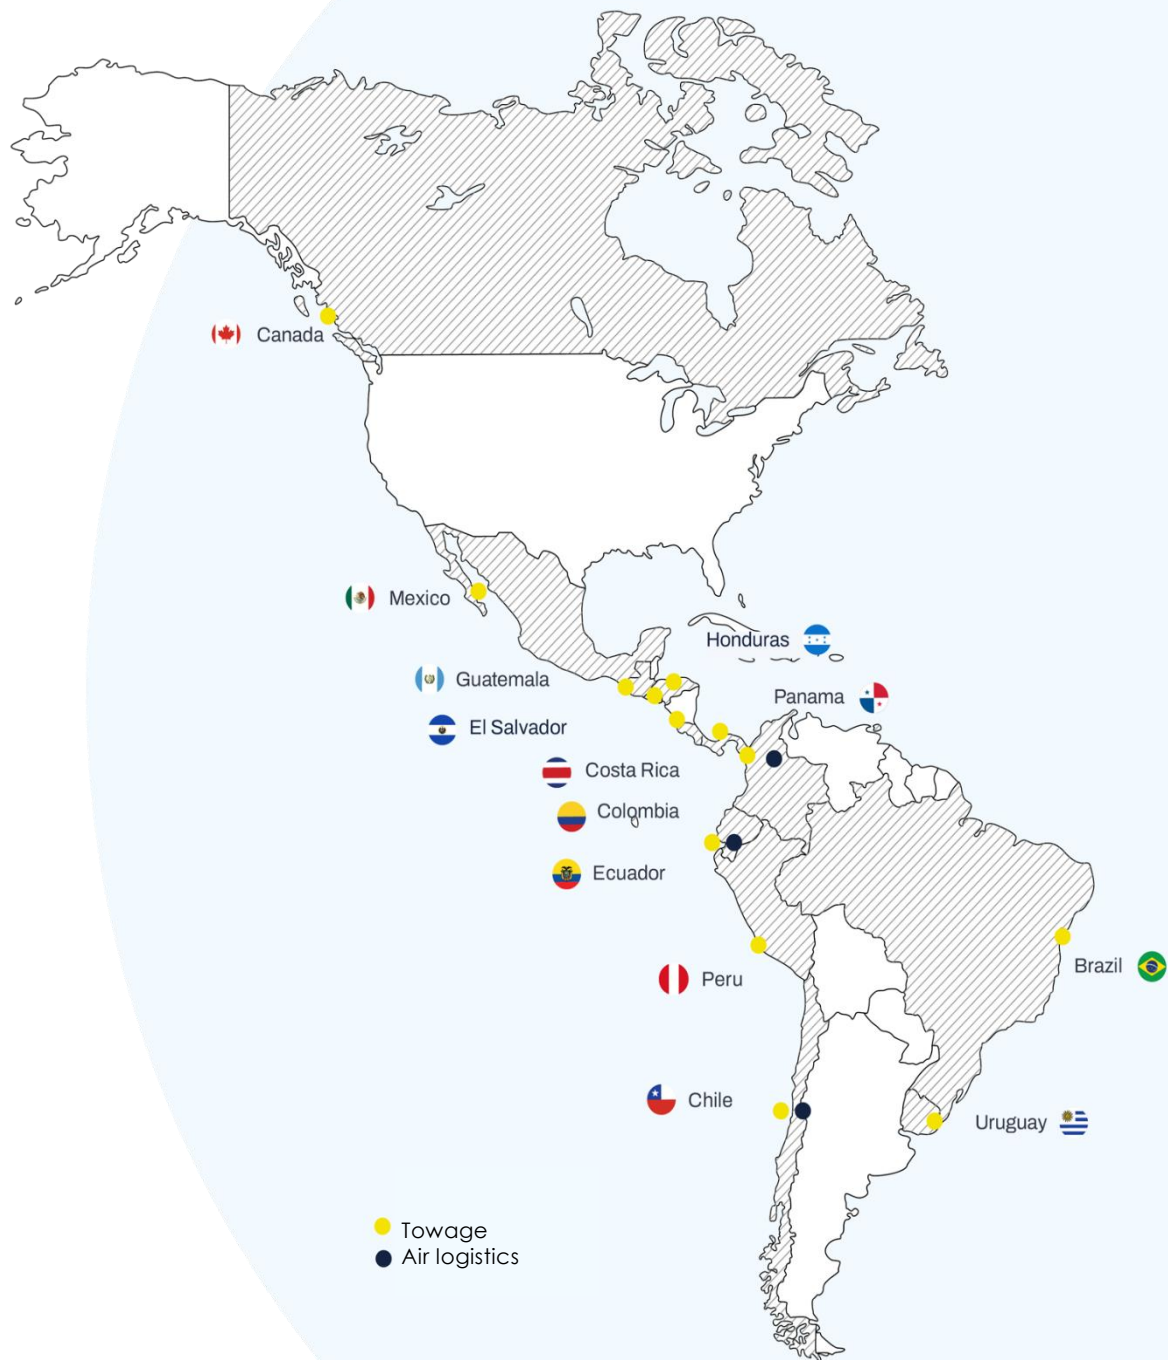 Canada
Mexico
Honduras
Guatemala
Panama
El Salvador
Costa Rica
Colombia
Ecuador
Brazil
Peru
Chile
Uruguay
Towage
Air logistics